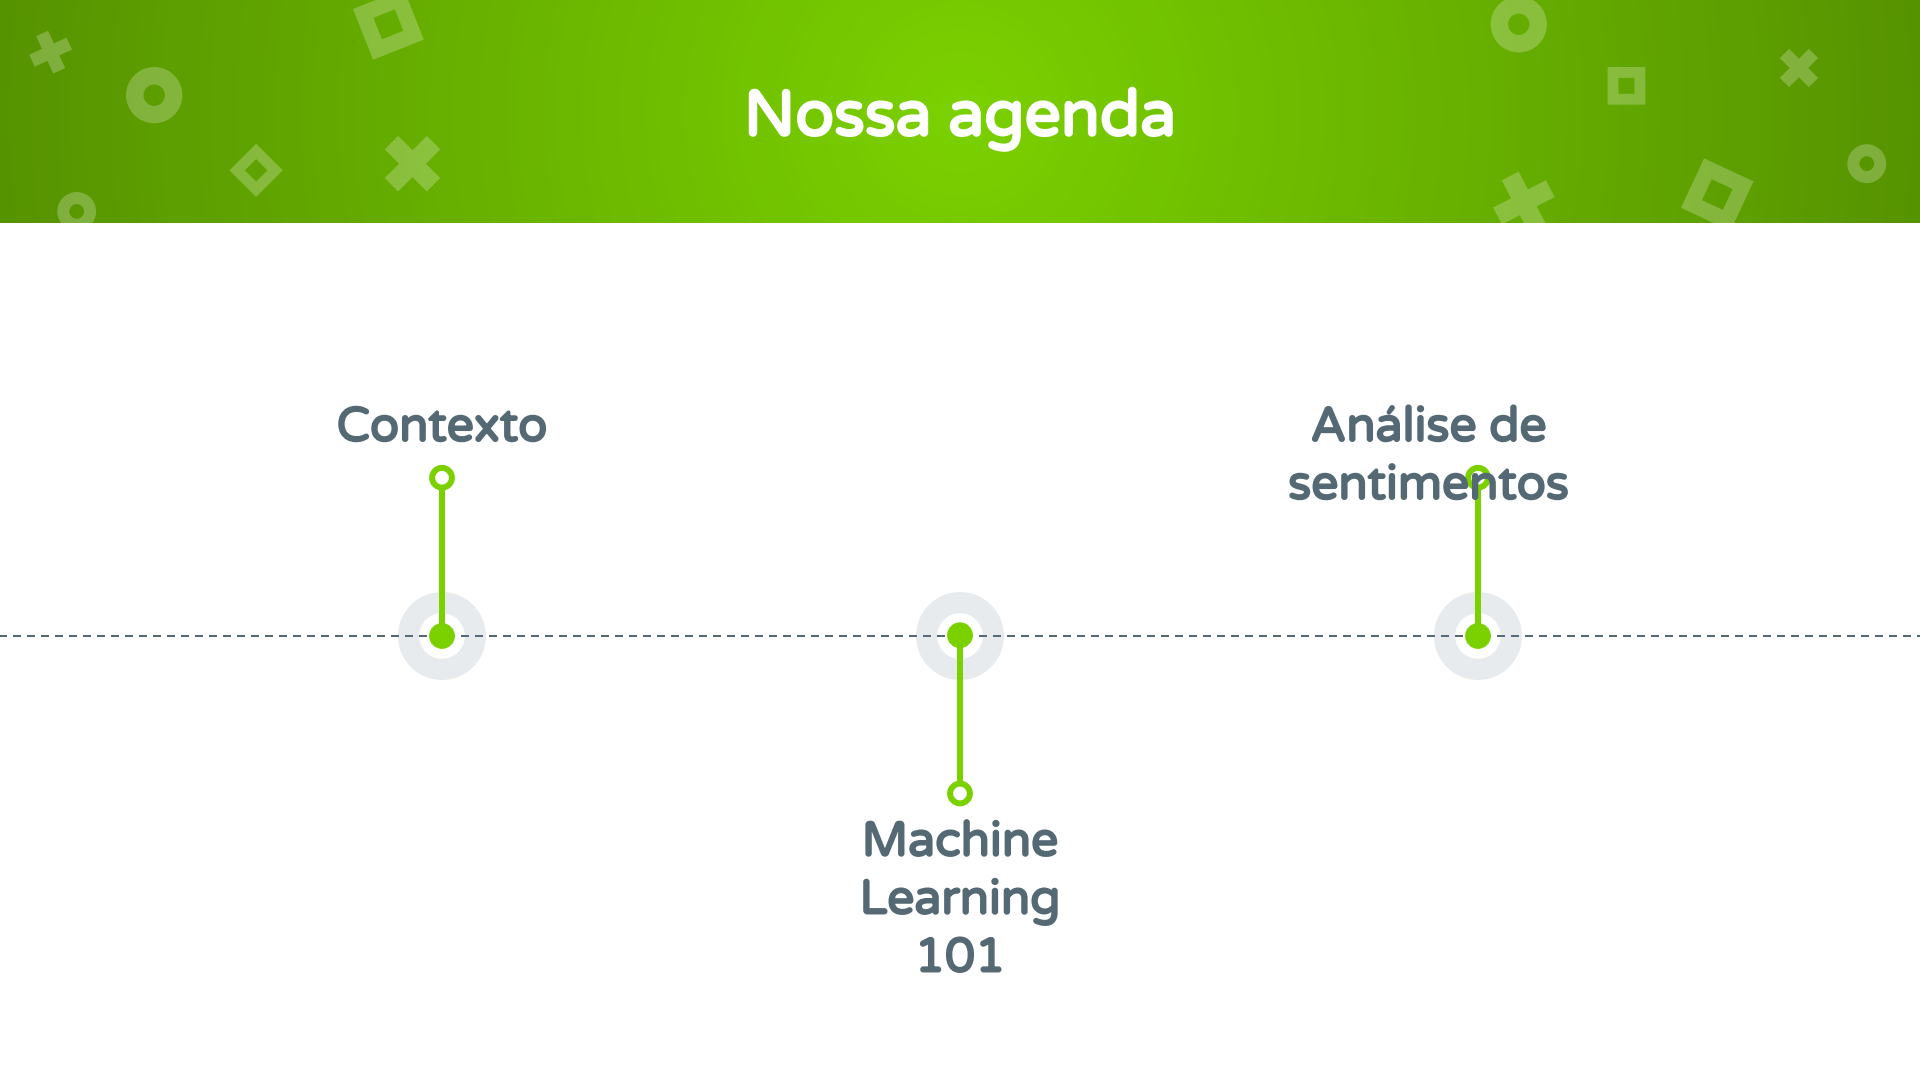 Nossa agenda
Contexto
Análise de
sentimentos
Machine
Learning
101